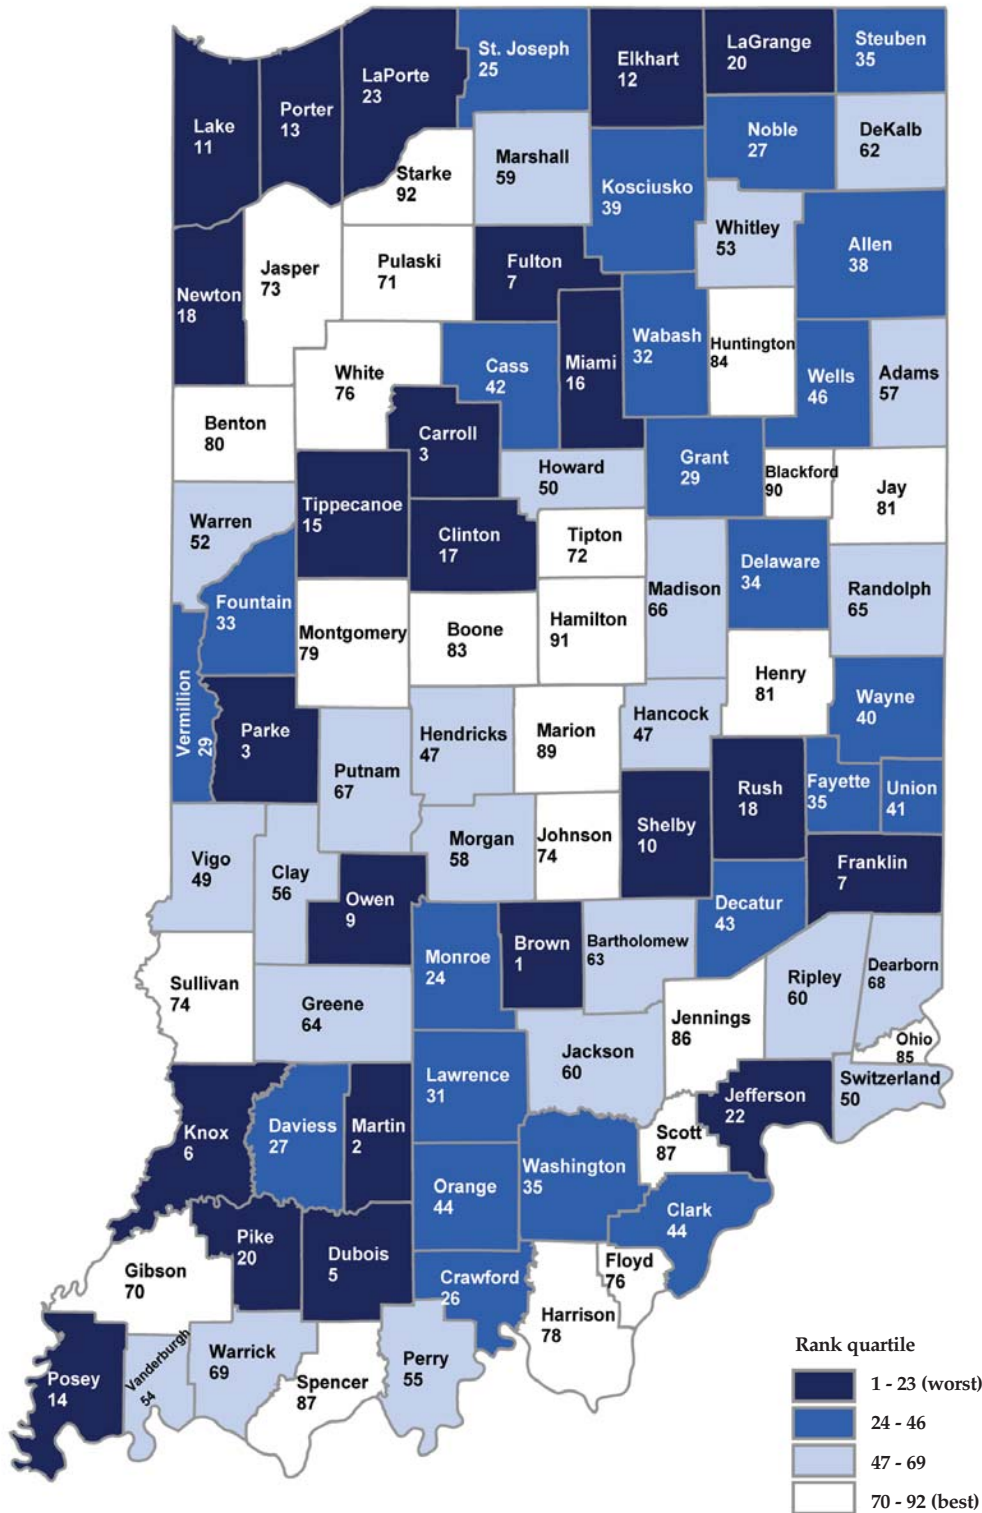 St. Joseph
25
Elkhart
12
LaGrange
20
Steuben
35
LaPorte
23
Porter
13
Lake
11
Noble
27
DeKalb
62
Marshall
59
Starke
92
Kosciusko
39
Whitley
53
Allen
38
Newton
18
Jasper
73
Pulaski
71
Fulton
7
Wabash
32
Huntington
84
Miami
16
White
76
Cass
42
Wells
46
Adams
57
Benton
80
Carroll
3
Howard
50
Grant
29
Blackford
90
Jay
81
Warren
52
Tippecanoe
15
Clinton
17
Tipton
72
Delaware
34
Madison
66
Randolph
65
Fountain
33
Montgomery
79
Boone
83
Hamilton
91
Henry
81
Wayne
40
Vermillion
29
Parke
3
Hendricks
47
Marion
89
Hancock
47
Putnam
67
Rush
18
Fayette
35
Union
41
Shelby
10
Morgan
58
Johnson
74
Vigo
49
Clay
56
Franklin
7
Owen
9
Decatur
43
Monroe
24
Brown
1
Bartholomew
63
Sullivan
74
Greene
64
Ripley
60
Dearborn
68
Jennings
86
Ohio
85
Jackson
60
Lawrence
31
Switzerland
50
Jefferson
22
Knox
6
Daviess
27
Martin
2
Scott
87
Washington
35
Orange
44
Clark
44
Pike
20
Dubois
5
Gibson
70
Crawford
26
Floyd
76
Harrison
78
Posey
14
Vanderburgh
54
Warrick
69
Spencer
87
Perry
55
Rank quartile
1 - 23 (worst)
24 - 46
47 - 69
70 - 92 (best)